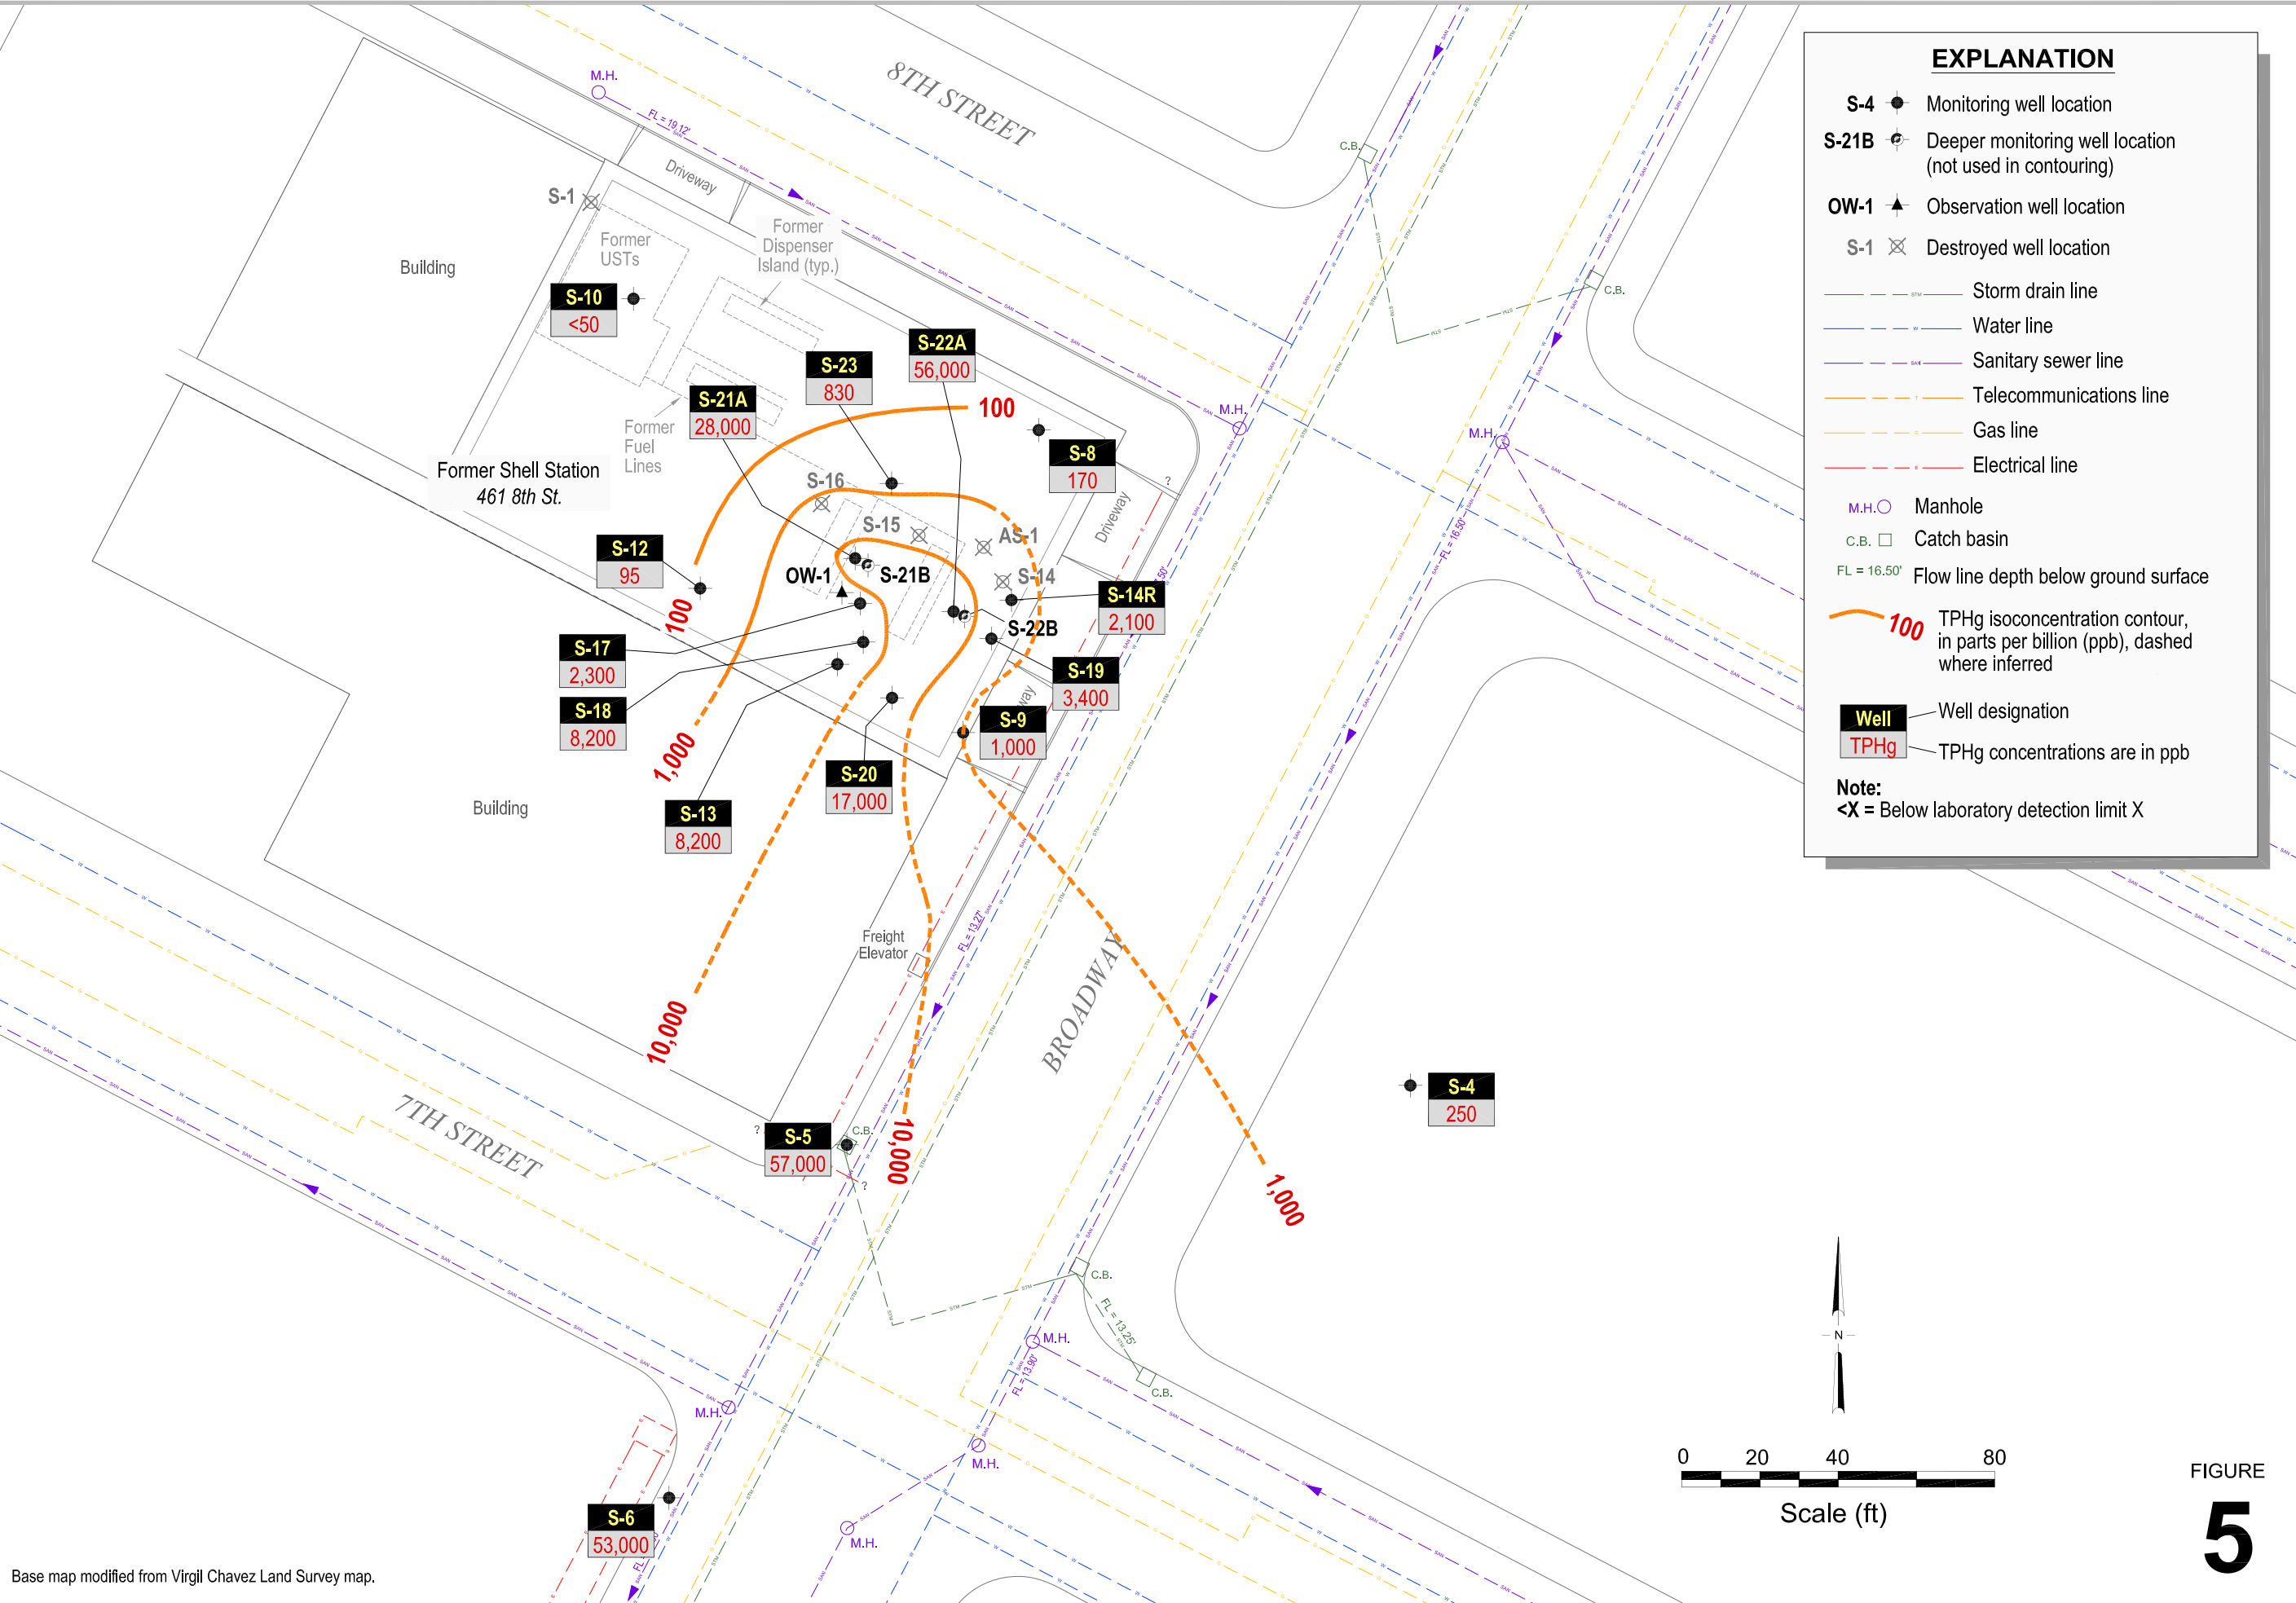 EXPLANATION
S-4 Monitoring well location
S-21B Deeper monitoring well location
(not used in contouring)
OW-1 Observation well location
S-1 Destroyed well location
STM Storm drain line
W Water line
SAN Sanitary sewer line
T Telecommunications line
G Gas line
E Electrical line
M.H. Manhole
C.B. Catch basin
FL = 16.50' Flow line depth below ground surface
100 TPHg isoconcentration contour,
in parts per billion (ppb), dashed
where inferred
Well Well designation
TPHg TPHg concentrations are in ppb
Note:
<X = Below laboratory detection limit X
8TH STREET
M.H.
FL = 19.12'
Driveway
S-1
Former
USTs
Former
Dispenser
Island (typ.)
Building
S-10
<50
S-22A
56,000
S-23
830
S-21A
28,000
100
Former
Fuel
Lines
S-8
170
Former Shell Station
461 8th St.
S-16
S-15
AS-1
Driveway
?
M.H.
M.H.
C.B.
C.B.
FL = 16.50'
S-12
95
OW-1
S-21B
S-14
S-14R
2,100
100
S-22B
S-17
2,300
S-19
3,400
S-18
8,200
S-9
1,000
1,000
S-20
17,000
S-13
8,200
Building
Freight
Elevator
FL = 13.27'
BROADWAY
10,000
7TH STREET
S-4
250
?
S-5
57,000
C.B.
?
10,000
1,000
C.B.
FL = 13.25'
M.H.
FL = 13.90'
C.B.
M.H.
M.H.
M.H.
S-6
53,000
N
0 20 40 80
Scale (ft)
FIGURE
5
Base map modified from Virgil Chavez Land Survey map.